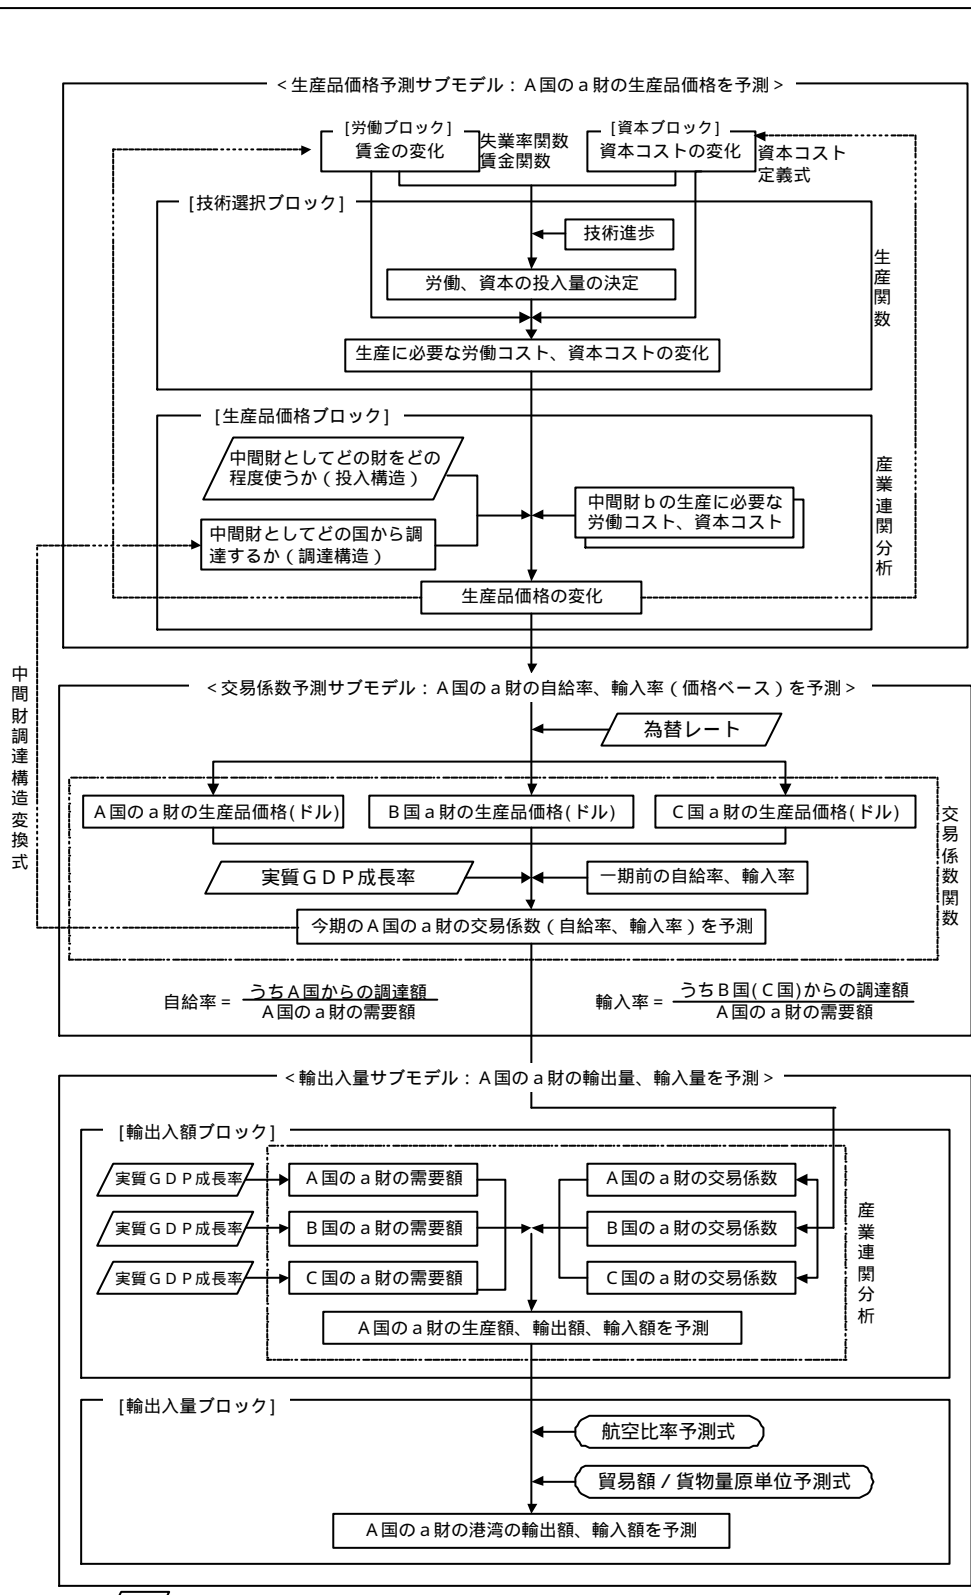 <生産品価格予測サブモデル：A国のa財の生産品価格を予測>
[労働ブロック]
賃金の変化
失業率関数
賃金関数
[資本ブロック]
資本コストの変化
資本コスト
定義式
[技術選択ブロック]
技術進歩
労働、資本の投入量の決定
生産に必要な労働コスト、資本コストの変化
生産関数
[生産品価格ブロック]
中間財としてどの財をどの
程度使うか（投入構造）
中間財としてどの国から調
達するか（調達構造）
中間財bの生産に必要な
労働コスト、資本コスト
生産品価格の変化
産業連関分析
中間財調達構造変換式
<交易係数予測サブモデル：A国のa財の自給率、輸入率（価格ベース）を予測>
為替レート
A国のa財の生産品価格(ドル)
B国a財の生産品価格(ドル)
C国a財の生産品価格(ドル)
実質GDP成長率
一期前の自給率、輸入率
今期のA国のa財の交易係数（自給率、輸入率）を予測
交易係数関数
自給率=
うちA国からの調達額
A国のa財の需要額
輸入率=
うちB国(C国)からの調達額
A国のa財の需要額
<輸出入量サブモデル：A国のa財の輸出量、輸入量を予測>
[輸出入額ブロック]
実質GDP成長率
A国のa財の需要額
A国のa財の交易係数
実質GDP成長率
B国のa財の需要額
B国のa財の交易係数
実質GDP成長率
C国のa財の需要額
C国のa財の交易係数
A国のa財の生産額、輸出額、輸入額を予測
産業連関分析
[輸出入量ブロック]
航空比率予測式
貿易額／貨物量原単位予測式
A国のa財の港湾の輸出額、輸入額を予測